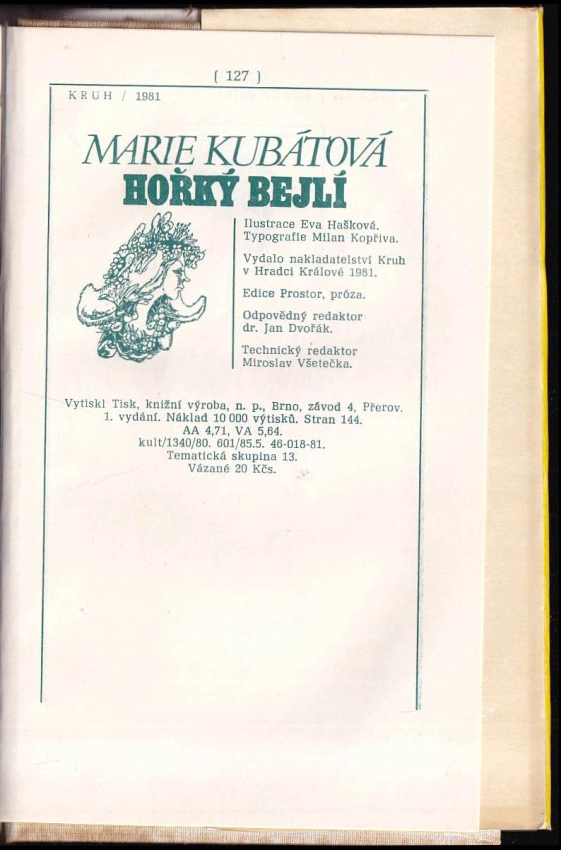 ( 127 )
KRUH / 1981
MARIE KUBÁTOVÁ
HOŘKÝ BEJLÍ
Ilustrace Eva Hašková.
Typografie Milan Kopřiva.
Vydalo nakladatelství Kruh
v Hradci Králové 1981.
Edice Prostor, próza.
Odpovědný redaktor
dr. Jan Dvořák.
Technický redaktor
Miroslav Všetečka.
Vytiskl Tisk, knižní výroba, n. p., Brno, závod 4, Přerov.
1. vydání. Náklad 10 000 výtisků. Stran 144.
AA 4,71, VA 5,64.
kult/1340/80. 601/85.5. 46-018-81.
Tematická skupina 13.
Vázané 20 Kčs.